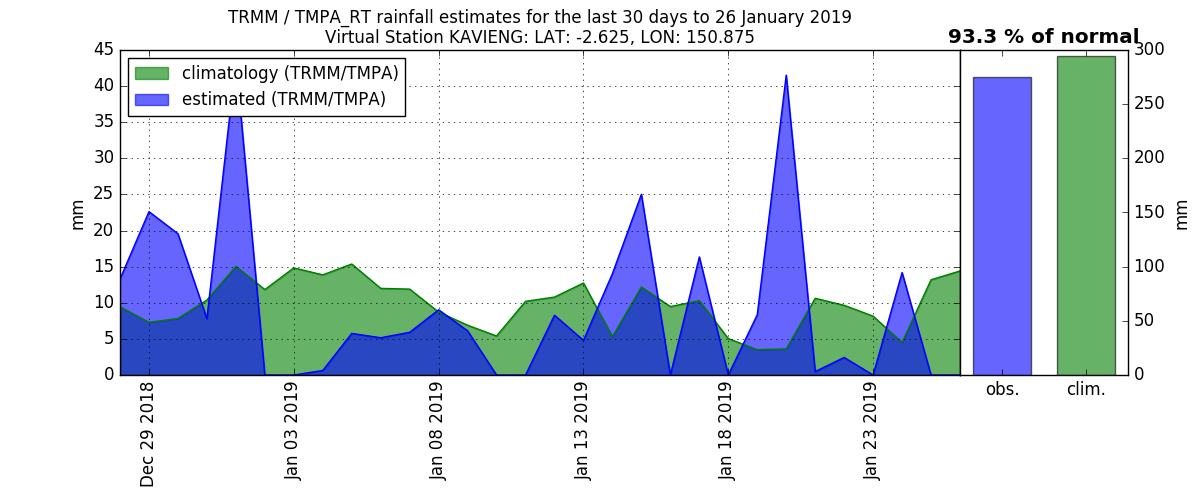 TRMM / TMPA_RT rainfall estimates for the last 30 days to 26 January 2019
Virtual Station KAVIENG: LAT: -2.625, LON: 150.875
93.3 % of normal
climatology (TRMM/TMPA)
estimated (TRMM/TMPA)
45
40
35
30
25
20
15
10
5
0
mm
Dec 29 2018
Jan 03 2019
Jan 08 2019
Jan 13 2019
Jan 18 2019
Jan 23 2019
300
250
200
150
100
50
0
mm
obs.
clim.